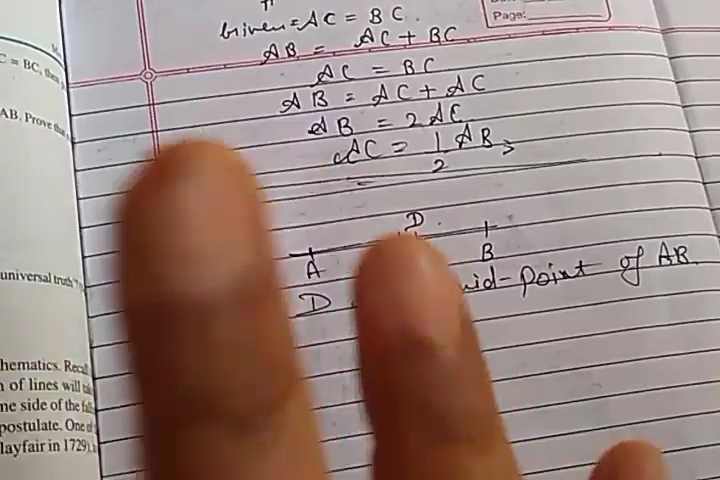 Given = AC = BC
Page:
AB = AC + BC
AC = BC
AB = AC + AC
AB = 2AC
AC = 1 AB
2
D
A B
D mid-point of AB
C = BC, then
AB. Prove
universal truth
hematics.
n of lines will
ne side of the
postulate. One of
layfair in 1729),